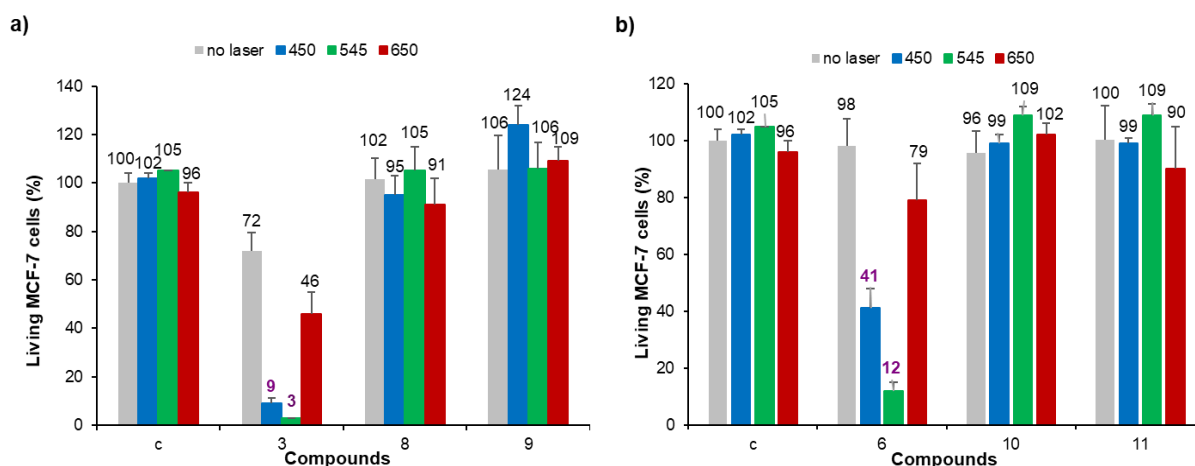 a)
no laser 450 545 650
Living MCF-7 cells (%)
140
120
100
80
60
40
20
0
100 102 105 96
72 9 3 46
102 95 105 91
106 124 106 109
c 3 8 9
Compounds
b)
no laser 450 545 650
Living MCF-7 cells (%)
120
100
80
60
40
20
0
100 102 105 96
98 41 12 79
96 99 109 102
100 99 109 90
c 6 10 11
Compounds